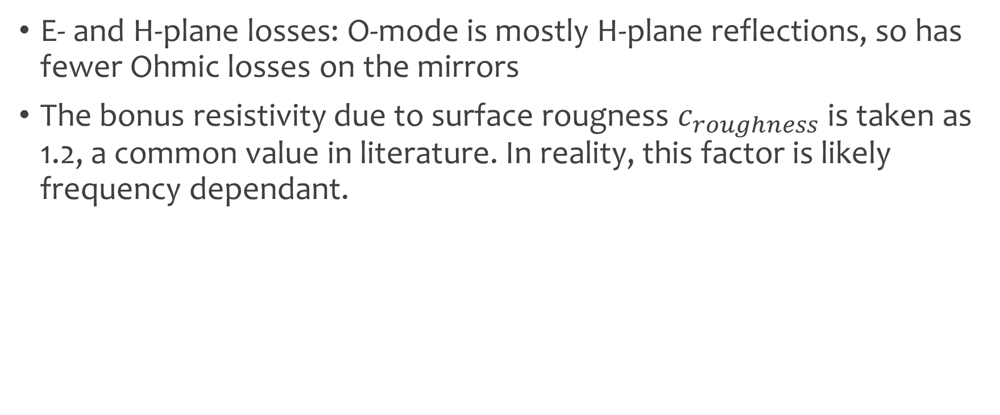 • E- and H-plane losses: O-mode is mostly H-plane reflections, so has
fewer Ohmic losses on the mirrors
• The bonus resistivity due to surface rougness c_roughness is taken as
1.2, a common value in literature. In reality, this factor is likely
frequency dependant.